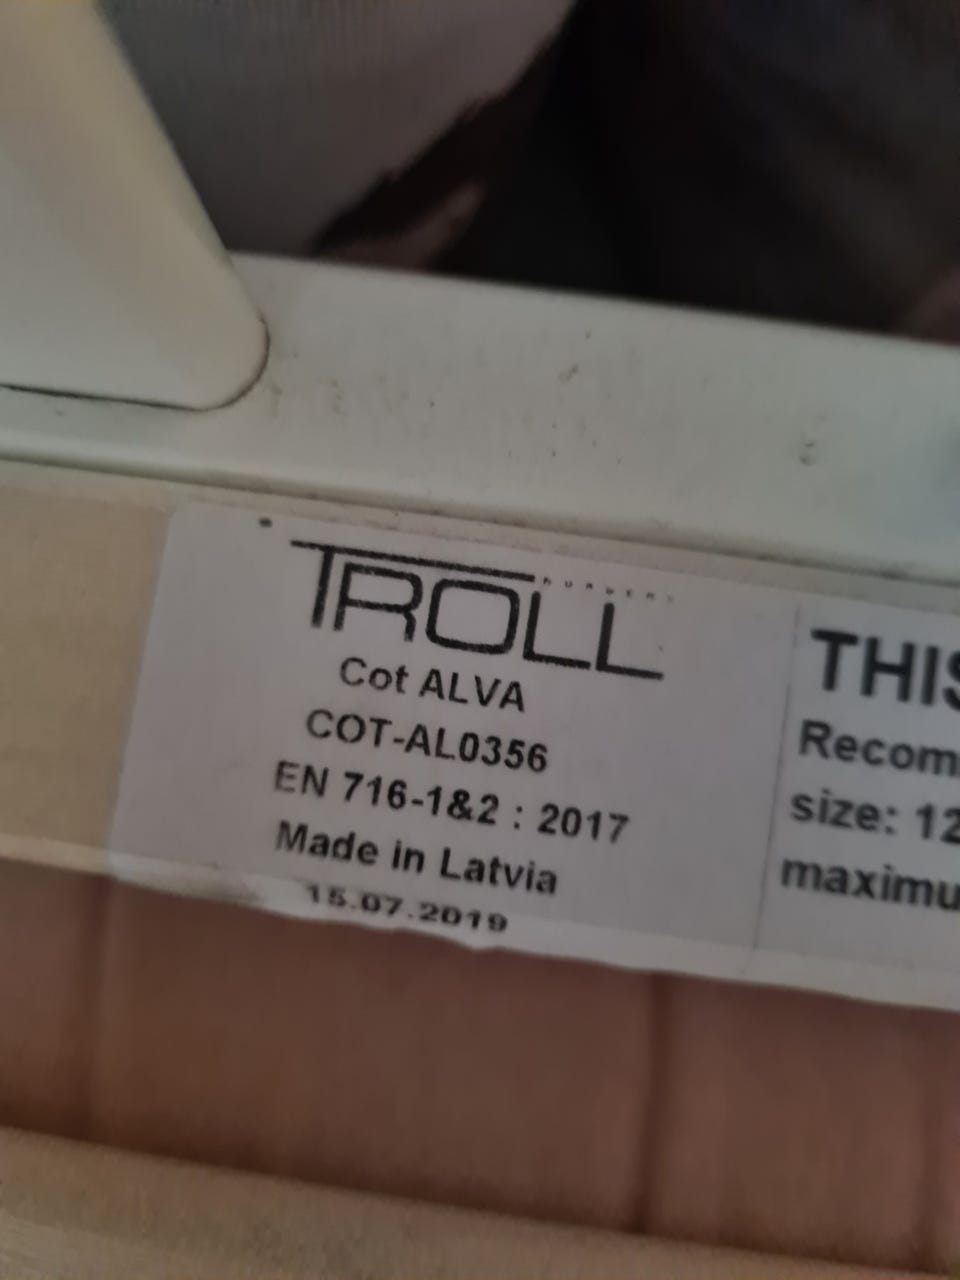 TROLL
NURSERY
Cot ALVA
COT-AL0356
EN 716-1&2 : 2017
Made in Latvia
15.07.2019
THIS
Recom
size: 12
maximu